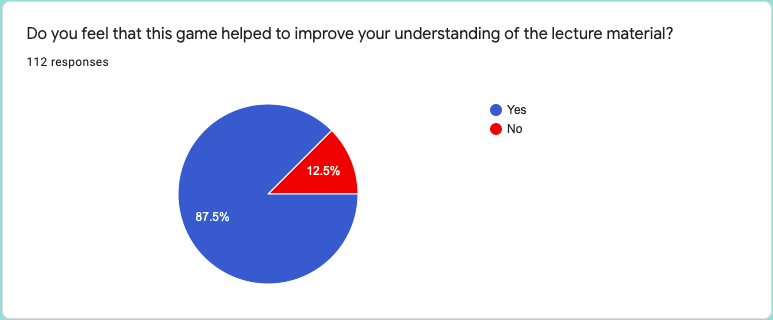 Do you feel that this game helped to improve your understanding of the lecture material?
112 responses
Yes
No
12.5%
87.5%